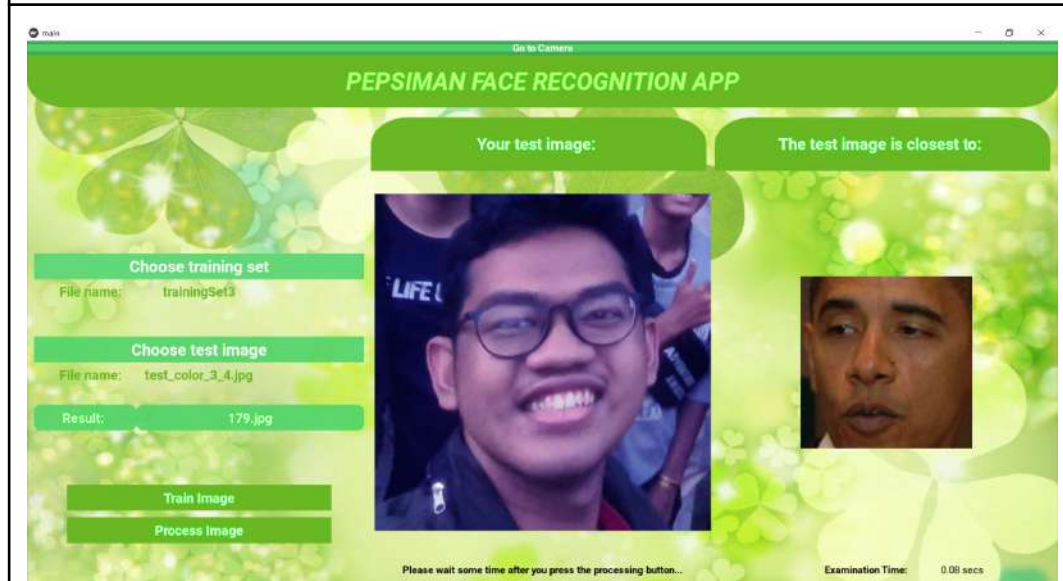 main
Go to Camera
PEPSIMAN FACE RECOGNITION APP
Your test image:
The test image is closest to:
Choose training set
File name: trainingSet3
Choose test image
File name: test_color_3_4.jpg
Result: 179.jpg
Train Image
Process Image
LIFE
Please wait some time after you press the processing button...
Examination Time: 0.08 secs